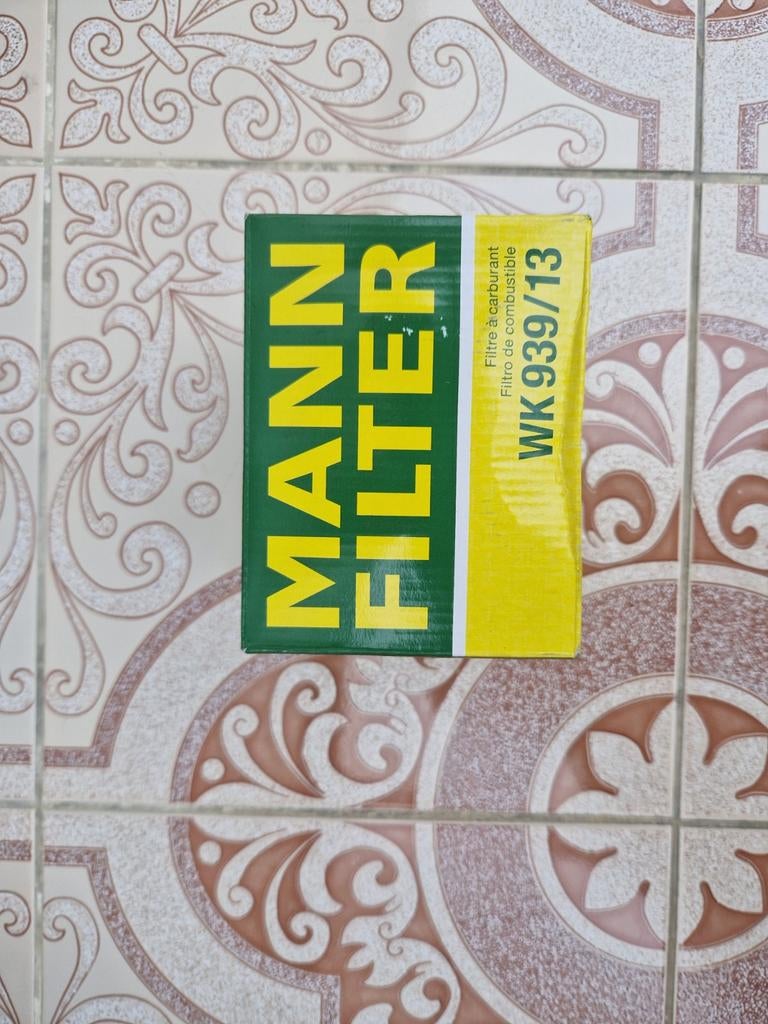 MANN
FILTER
Filtre à carburant
Filtro de combustible
WK 939/13